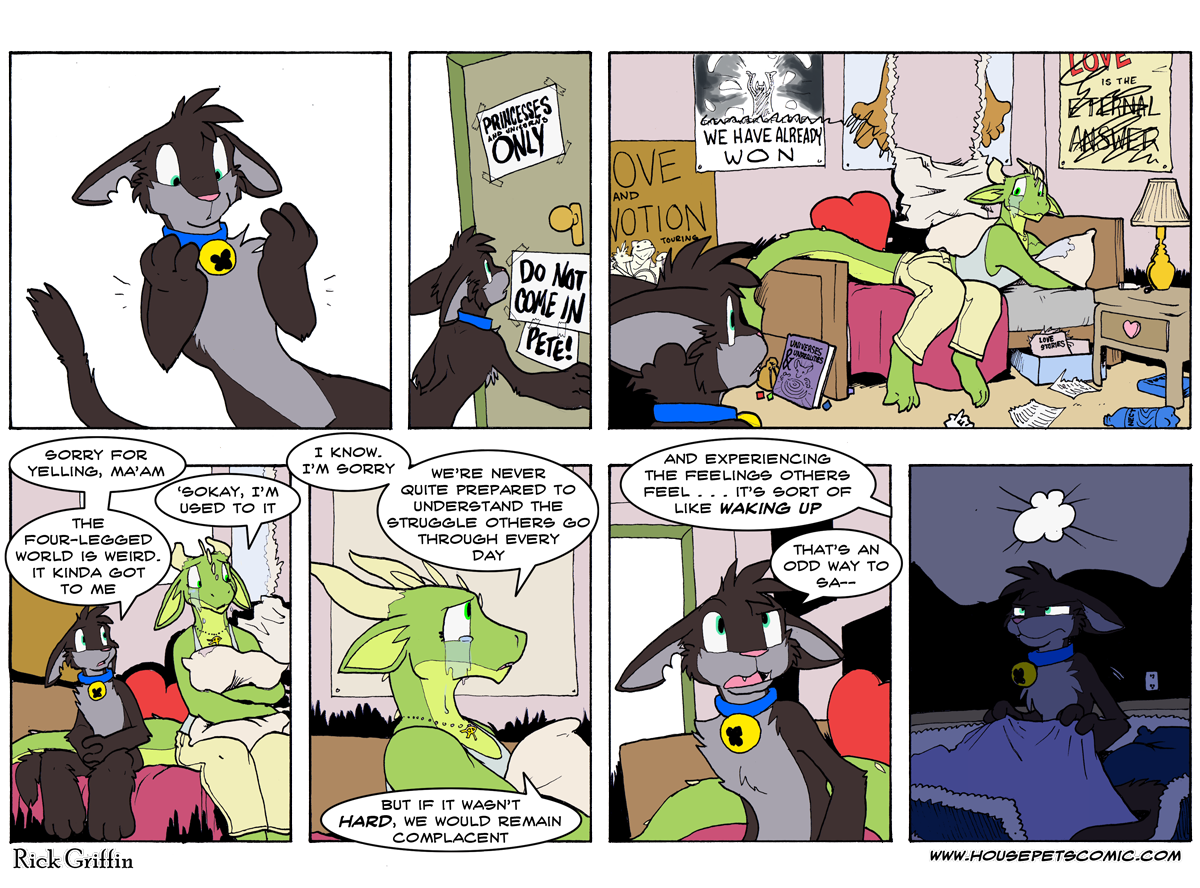 PRINCESSES
AND UNICORNS
ONLY
DO NOT
COME IN
PETE!
WE HAVE ALREADY
WON
LOVE
IS THE
ETERNAL
ANSWER
OVE
AND
VOTION
TOURING
UNIVERSES
&
UNREALITIES
LOVE
STORIES
SORRY FOR
YELLING, MA'AM
'SOKAY, I'M
USED TO IT
THE
FOUR-LEGGED
WORLD IS WEIRD.
IT KINDA GOT
TO ME
I KNOW.
I'M SORRY
WE'RE NEVER
QUITE PREPARED TO
UNDERSTAND THE
STRUGGLE OTHERS GO
THROUGH EVERY
DAY
BUT IF IT WASN'T
HARD, WE WOULD REMAIN
COMPLACENT
AND EXPERIENCING
THE FEELINGS OTHERS
FEEL . . . IT'S SORT OF
LIKE WAKING UP
THAT'S AN
ODD WAY TO
SA--
Rick Griffin
WWW.HOUSEPETSCOMIC.COM